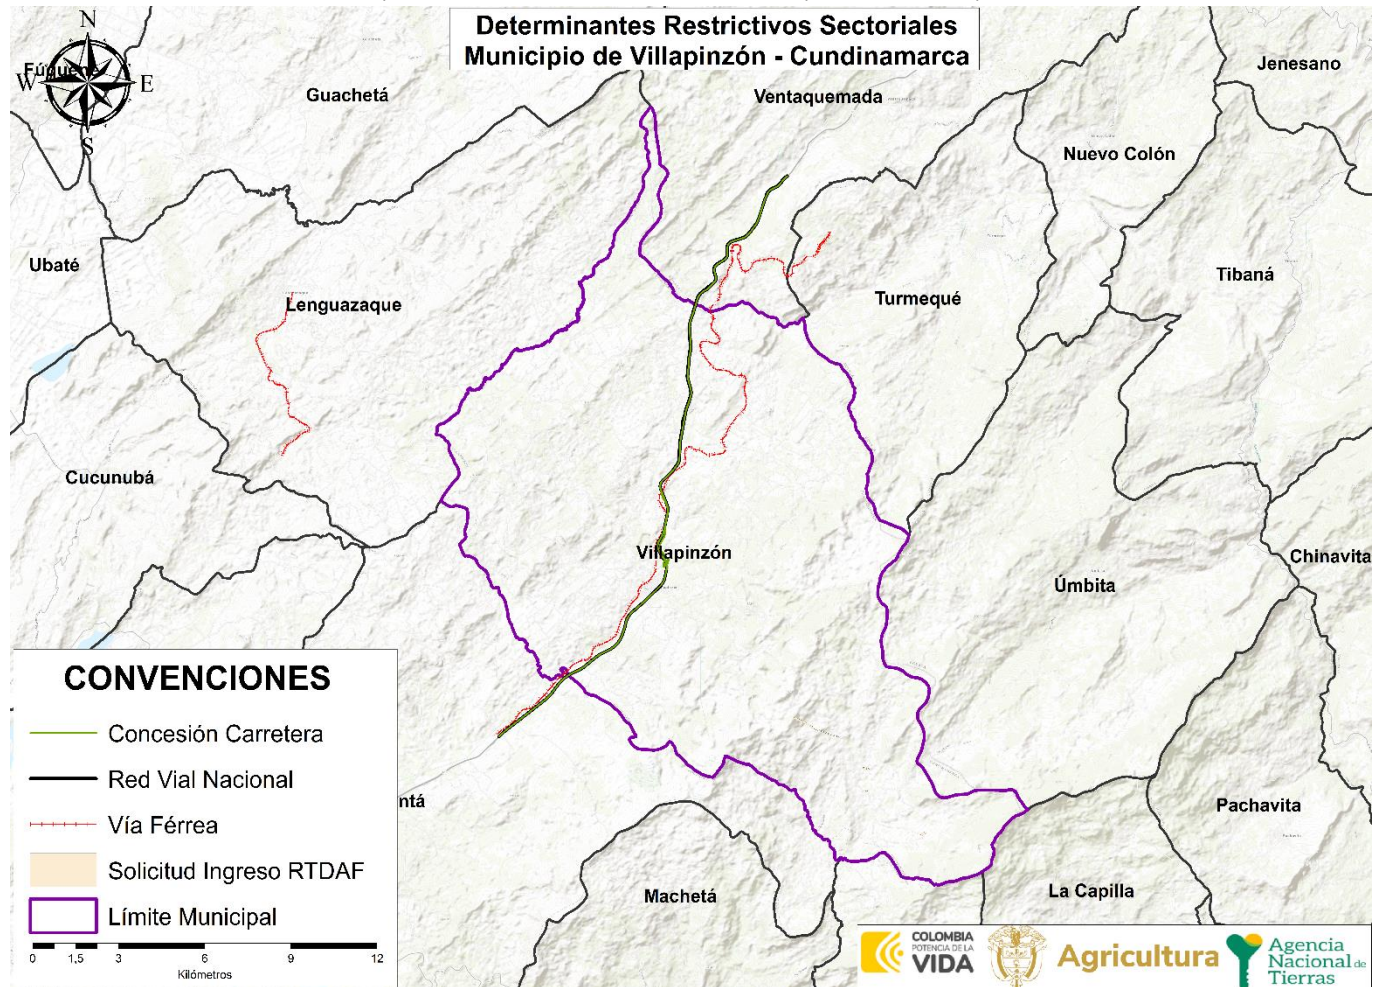 Determinantes Restrictivos Sectoriales
Municipio de Villapinzón - Cundinamarca
N
W
E
S
Fúquene
Guachetá
Ventaquemada
Jenesano
Nuevo Colón
Ubaté
Lenguazaque
Turmequé
Tibaná
Cucunubá
Villapinzón
Úmbita
Chinavita
ntá
Machetá
La Capilla
Pachavita
CONVENCIONES
Concesión Carretera
Red Vial Nacional
Vía Férrea
Solicitud Ingreso RTDAF
Límite Municipal
0 1,5 3 6 9 12
Kilómetros
COLOMBIA
POTENCIA DE LA
VIDA
Agricultura
Agencia
Nacional de
Tierras